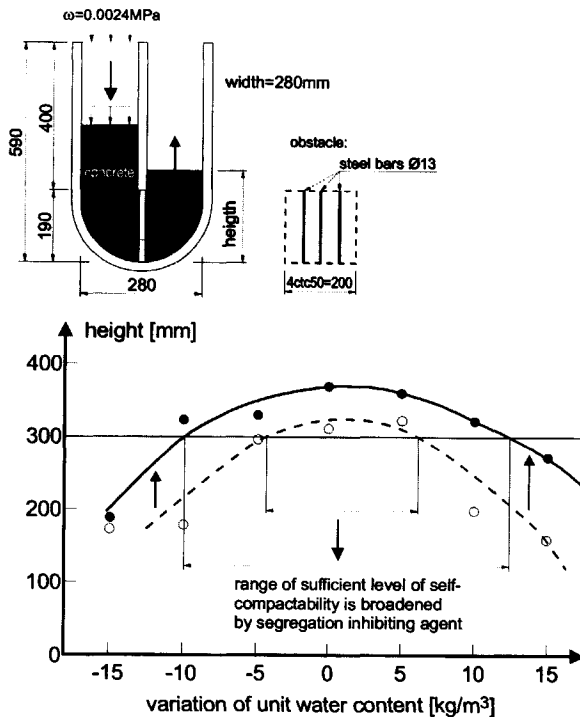 ω=0.0024MPa
width=280mm
590
400
190
concrete
heigth
280
obstacle:
steel bars Ø13
4ctc50=200
height [mm]
400
300
200
100
0
range of sufficient level of self-
compactability is broadened
by segregation inhibiting agent
-15 -10 -5 0 5 10 15
variation of unit water content [kg/m³]